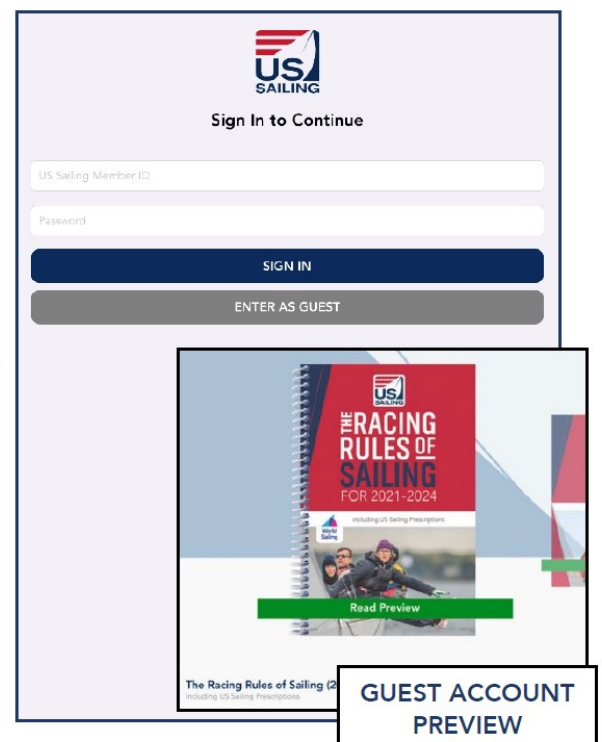 US
SAILING
Sign In to Continue
US Sailing Member ID
Password
SIGN IN
ENTER AS GUEST
US
SAILING
THE RACING
RULES OF
SAILING
FOR 2021-2024
Including US Sailing Prescriptions
World
Sailing
Read Preview
The Racing Rules of Sailing (2
Including US Sailing Prescriptions
GUEST ACCOUNT
PREVIEW